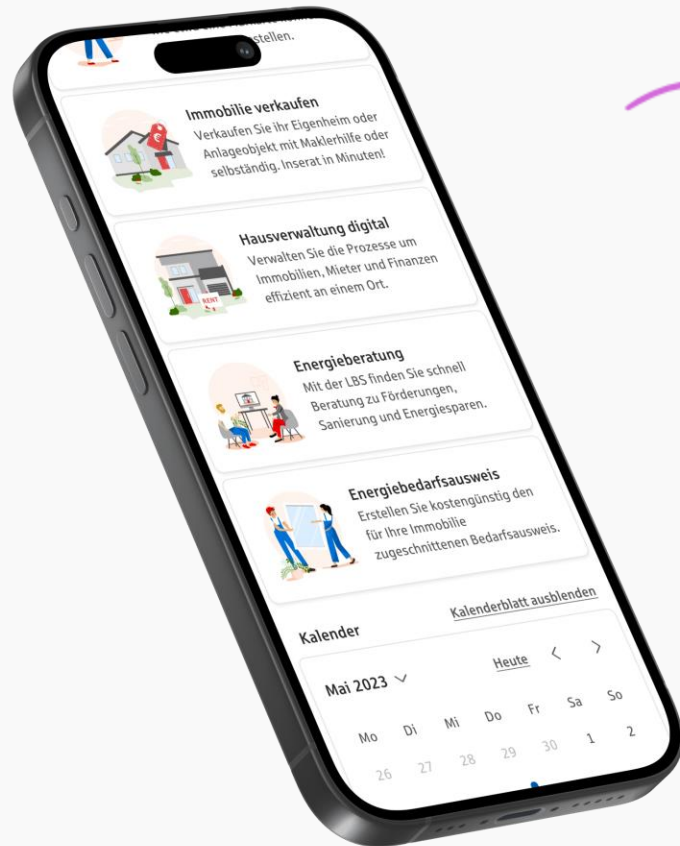 stellen.
Immobilie verkaufen
Verkaufen Sie ihr Eigenheim oder
Anlageobjekt mit Maklerhilfe oder
selbständig. Inserat in Minuten!
€
Hausverwaltung digital
Verwalten Sie die Prozesse um
Immobilien, Mieter und Finanzen
effizient an einem Ort.
RENT
Energieberatung
Mit der LBS finden Sie schnell
Beratung zu Förderungen,
Sanierung und Energiesparen.
Energiebedarfsausweis
Erstellen Sie kostengünstig den
für Ihre Immobilie
zugeschnittenen Bedarfsausweis.
Kalender Kalenderblatt ausblenden
Mai 2023 Heute
Mo Di Mi Do Fr Sa So
26 27 28 29 30 1 2